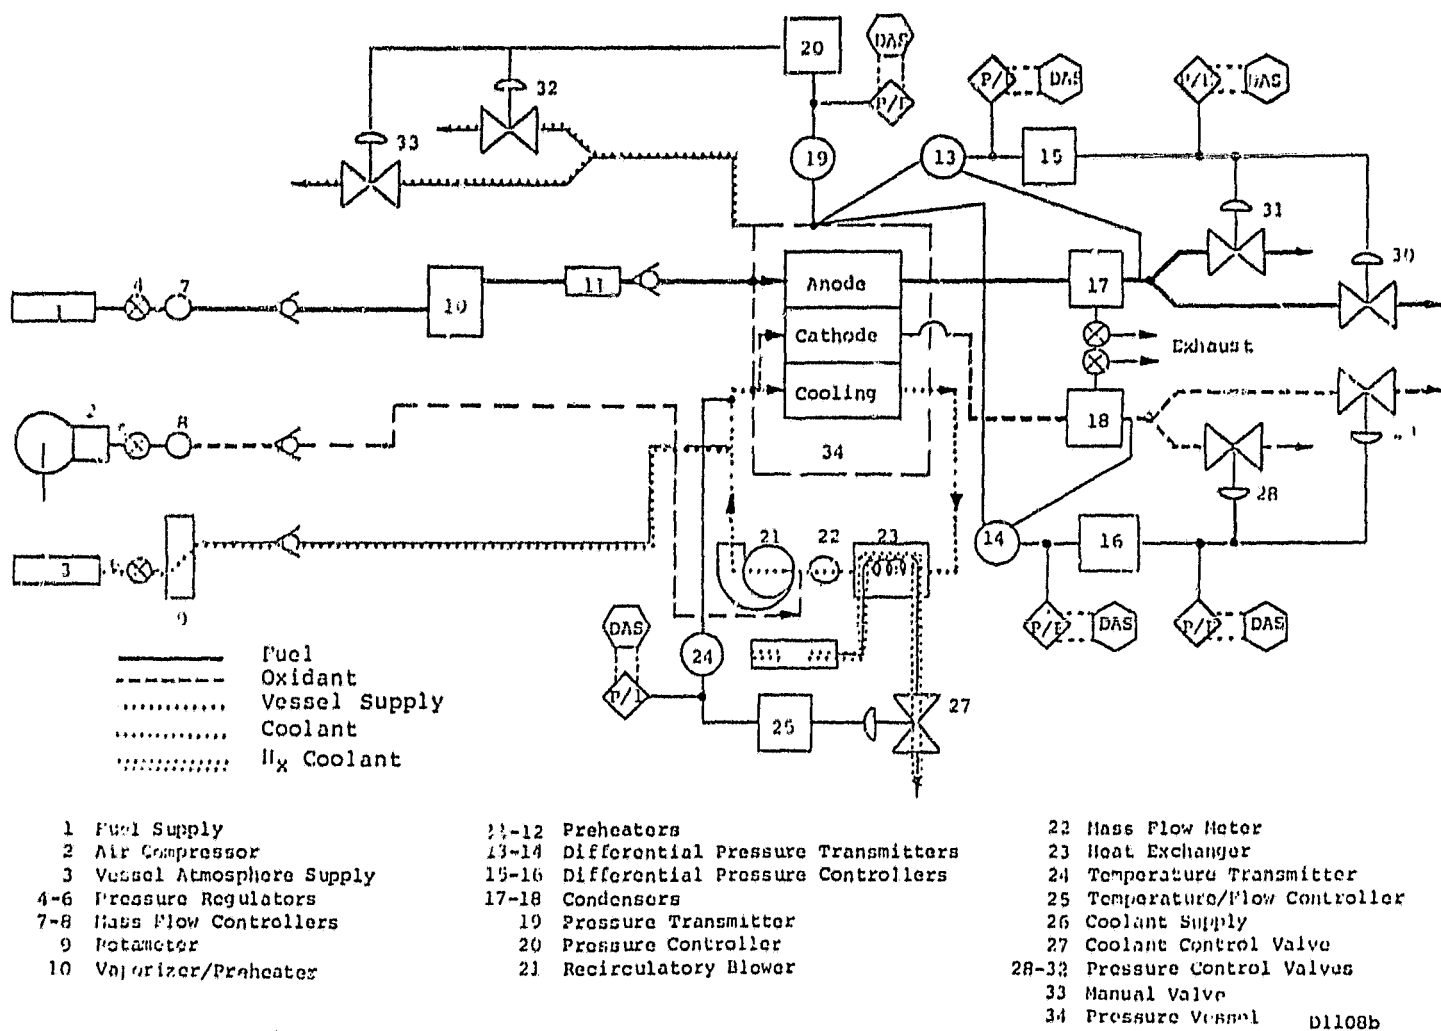 20
DAS
DAS
DAS
32
33
19
13
15
31
30
4
7
1
10
11
Anode
17
Cathode
Exhaust
Cooling
2
8
18
34
28
21
22
23
14
16
3
9
DAS
DAS
DAS
24
25
27
Fuel
Oxidant
Vessel Supply
Coolant
Coolant
1 Fuel Supply
2 Air Compressor
3 Vessel Atmosphere Supply
4-6 Pressure Regulators
7-8 Mass Flow Controllers
9 Rotameter
10 Vaporizer/Preheater
11-12 Preheaters
13-14 Differential Pressure Transmitters
15-16 Differential Pressure Controllers
17-18 Condensers
19 Pressure Transmitter
20 Pressure Controller
21 Recirculatory Blower
22 Mass Flow Meter
23 Heat Exchanger
24 Temperature Transmitter
25 Temperature/Flow Controller
26 Coolant Supply
27 Coolant Control Valve
28-32 Pressure Control Valves
33 Manual Valve
34 Pressure Vessel
D1108b